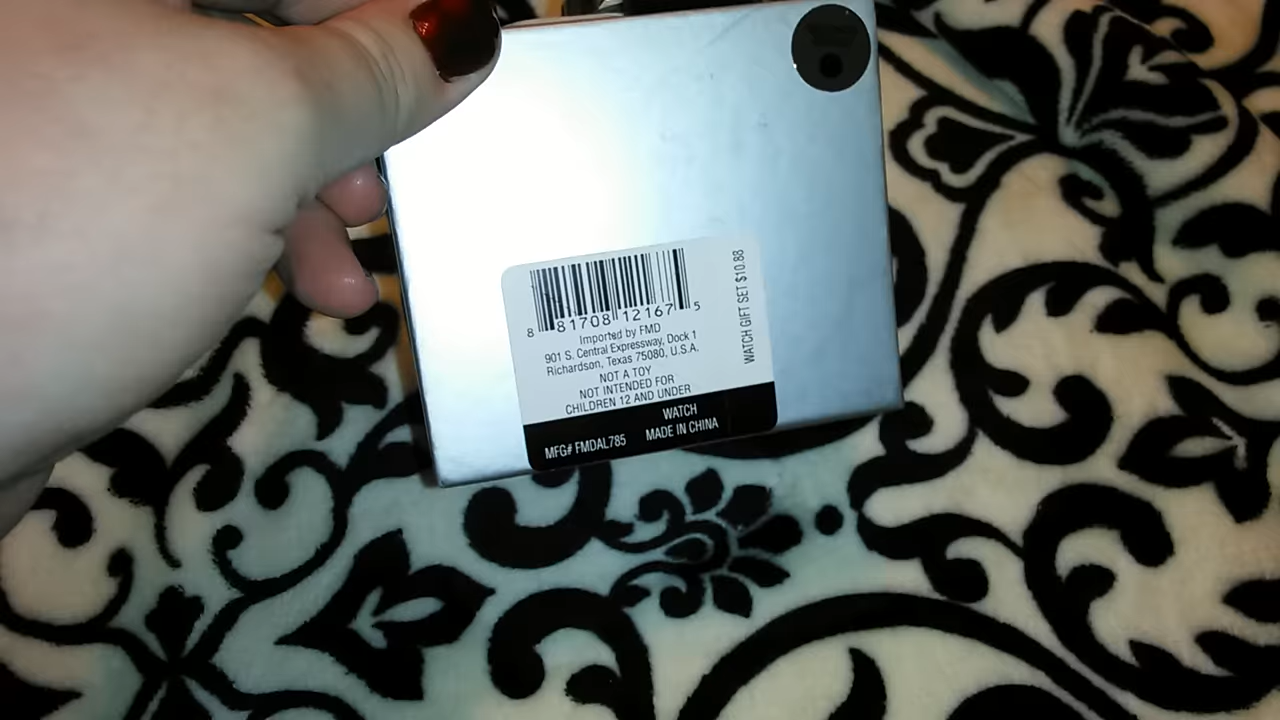 8 81708 12167 5
Imported by FMD
901 S. Central Expressway, Dock 1
Richardson, Texas 75080, U.S.A.
NOT A TOY
NOT INTENDED FOR
CHILDREN 12 AND UNDER
WATCH
MFG# FMDAL785 MADE IN CHINA
WATCH GIFT SET $10.88